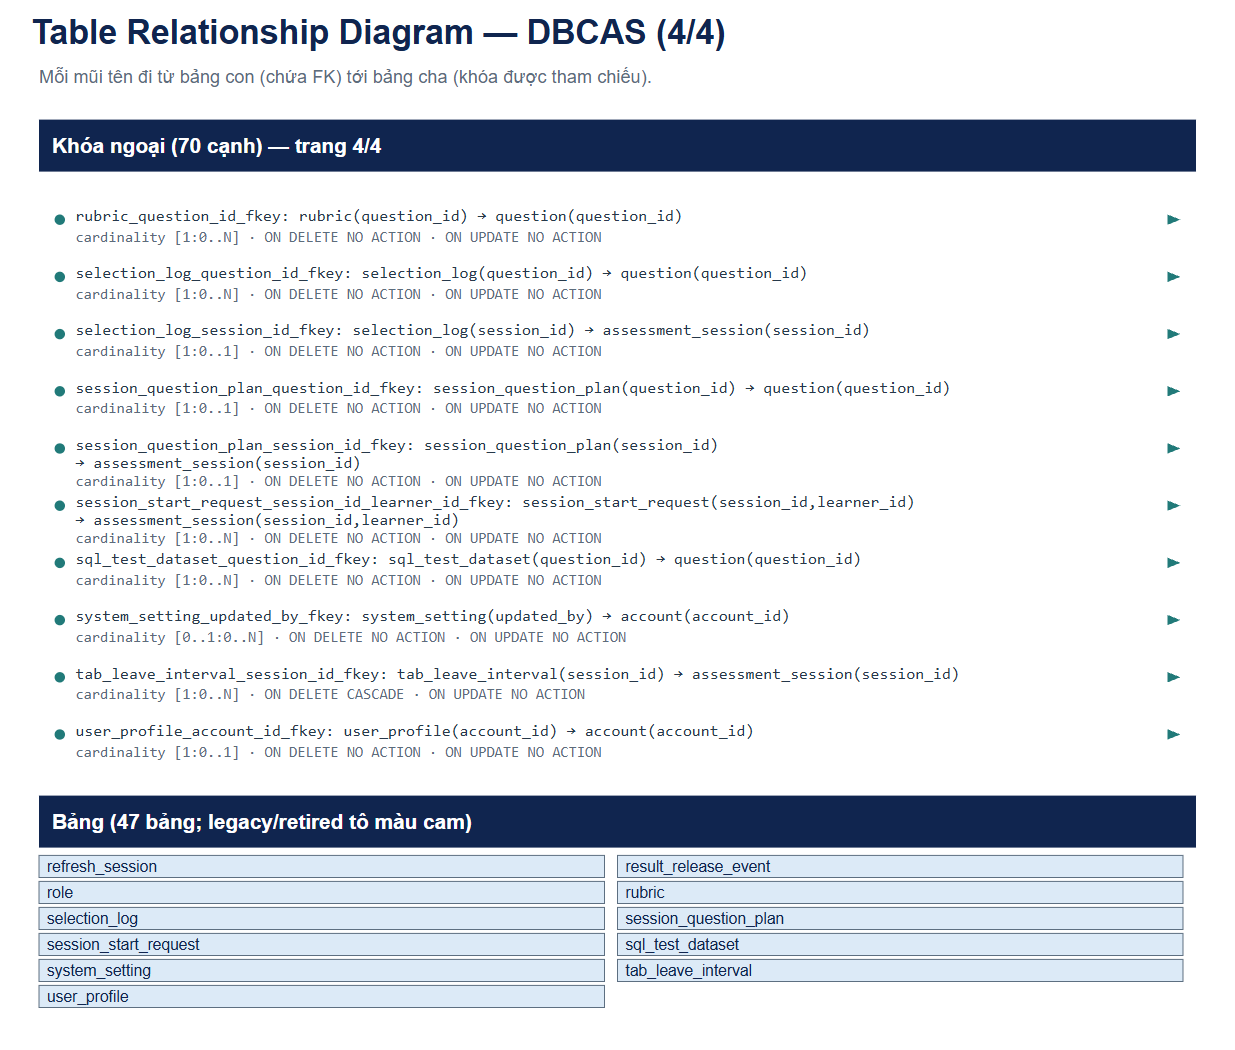 Table Relationship Diagram — DBCAS (4/4)
Mỗi mũi tên đi từ bảng con (chứa FK) tới bảng cha (khóa được tham chiếu).
Khóa ngoại (70 cạnh) — trang 4/4
rubric_question_id_fkey: rubric(question_id) → question(question_id)
cardinality [1:0..N] · ON DELETE NO ACTION · ON UPDATE NO ACTION
selection_log_question_id_fkey: selection_log(question_id) → question(question_id)
cardinality [1:0..N] · ON DELETE NO ACTION · ON UPDATE NO ACTION
selection_log_session_id_fkey: selection_log(session_id) → assessment_session(session_id)
cardinality [1:0..1] · ON DELETE NO ACTION · ON UPDATE NO ACTION
session_question_plan_question_id_fkey: session_question_plan(question_id) → question(question_id)
cardinality [1:0..1] · ON DELETE NO ACTION · ON UPDATE NO ACTION
session_question_plan_session_id_fkey: session_question_plan(session_id)
→ assessment_session(session_id)
cardinality [1:0..1] · ON DELETE NO ACTION · ON UPDATE NO ACTION
session_start_request_session_id_learner_id_fkey: session_start_request(session_id,learner_id)
→ assessment_session(session_id,learner_id)
cardinality [1:0..N] · ON DELETE NO ACTION · ON UPDATE NO ACTION
sql_test_dataset_question_id_fkey: sql_test_dataset(question_id) → question(question_id)
cardinality [1:0..N] · ON DELETE NO ACTION · ON UPDATE NO ACTION
system_setting_updated_by_fkey: system_setting(updated_by) → account(account_id)
cardinality [0..1:0..N] · ON DELETE NO ACTION · ON UPDATE NO ACTION
tab_leave_interval_session_id_fkey: tab_leave_interval(session_id) → assessment_session(session_id)
cardinality [1:0..N] · ON DELETE CASCADE · ON UPDATE NO ACTION
user_profile_account_id_fkey: user_profile(account_id) → account(account_id)
cardinality [1:0..1] · ON DELETE NO ACTION · ON UPDATE NO ACTION
Bảng (47 bảng; legacy/retired tô màu cam)
refresh_session
result_release_event
role
rubric
selection_log
session_question_plan
session_start_request
sql_test_dataset
system_setting
tab_leave_interval
user_profile